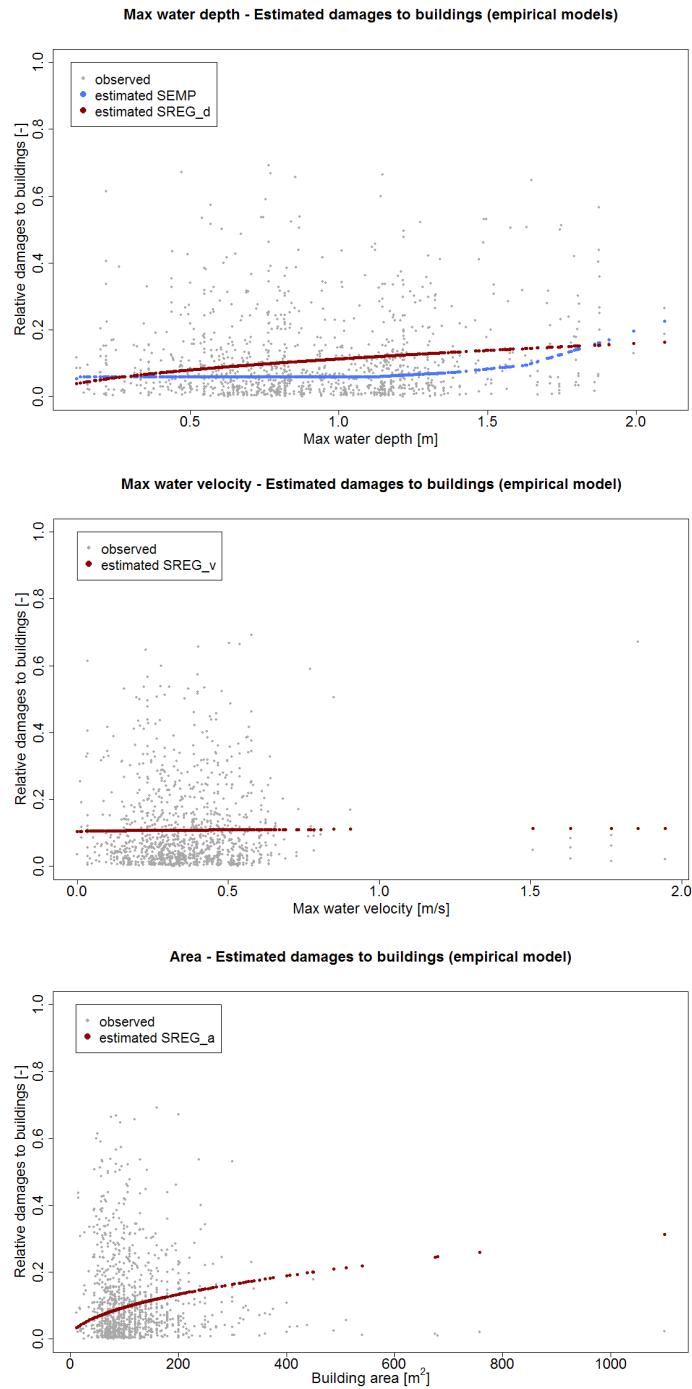 Max water depth - Estimated damages to buildings (empirical models)
Relative damages to buildings [-]
1.0
0.8
0.6
0.4
0.2
0.0
observed
estimated SEMP
estimated SREG_d
0.5
1.0
1.5
2.0
Max water depth [m]
Max water velocity - Estimated damages to buildings (empirical model)
Relative damages to buildings [-]
1.0
0.8
0.6
0.4
0.2
0.0
observed
estimated SREG_v
0.0
0.5
1.0
1.5
2.0
Max water velocity [m/s]
Area - Estimated damages to buildings (empirical model)
Relative damages to buildings [-]
1.0
0.8
0.6
0.4
0.2
0.0
observed
estimated SREG_a
0
200
400
600
800
1000
Building area [m²]